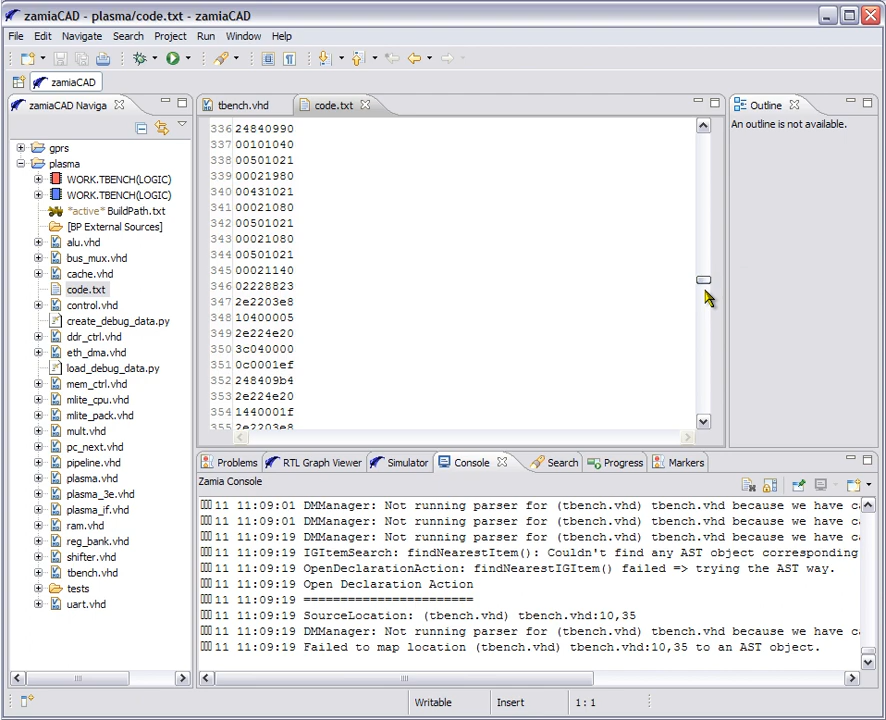 zamiaCAD - plasma/code.txt - zamiaCAD
File Edit Navigate Search Project Run Window Help
zamiaCAD
zamiaCAD Naviga
gprs
plasma
WORK.TBENCH(LOGIC)
WORK.TBENCH(LOGIC)
*active* BuildPath.txt
[BP External Sources]
alu.vhd
bus_mux.vhd
cache.vhd
code.txt
control.vhd
create_debug_data.py
ddr_ctrl.vhd
eth_dma.vhd
load_debug_data.py
mem_ctrl.vhd
mlite_cpu.vhd
mlite_pack.vhd
mult.vhd
pc_next.vhd
pipeline.vhd
plasma.vhd
plasma_3e.vhd
plasma_if.vhd
ram.vhd
reg_bank.vhd
shifter.vhd
tbench.vhd
tests
uart.vhd
tbench.vhd code.txt
336 24840990
337 00101040
338 00501021
339 00021980
340 00431021
341 00021080
342 00501021
343 00021080
344 00501021
345 00021140
346 02228823
347 2e2203e8
348 10400005
349 2e224e20
350 3c040000
351 0c0001ef
352 248409b4
353 2e224e20
354 1440001f
355 2e2203e8
Outline
An outline is not available.
Problems RTL Graph Viewer Simulator Console Search Progress Markers
Zamia Console
11 11:09:01 DMManager: Not running parser for (tbench.vhd) tbench.vhd because we have ca
11 11:09:01 DMManager: Not running parser for (tbench.vhd) tbench.vhd because we have ca
11 11:09:19 DMManager: Not running parser for (tbench.vhd) tbench.vhd because we have ca
11 11:09:19 IGItemSearch: findNearestItem(): Couldn't find any AST object corresponding
11 11:09:19 OpenDeclarationAction: findNearestIGItem() failed => trying the AST way.
11 11:09:19 Open Declaration Action
11 11:09:19 =======================
11 11:09:19 SourceLocation: (tbench.vhd) tbench.vhd:10,35
11 11:09:19 DMManager: Not running parser for (tbench.vhd) tbench.vhd because we have ca
11 11:09:19 Failed to map location (tbench.vhd) tbench.vhd:10,35 to an AST object.
Writable Insert 1 : 1